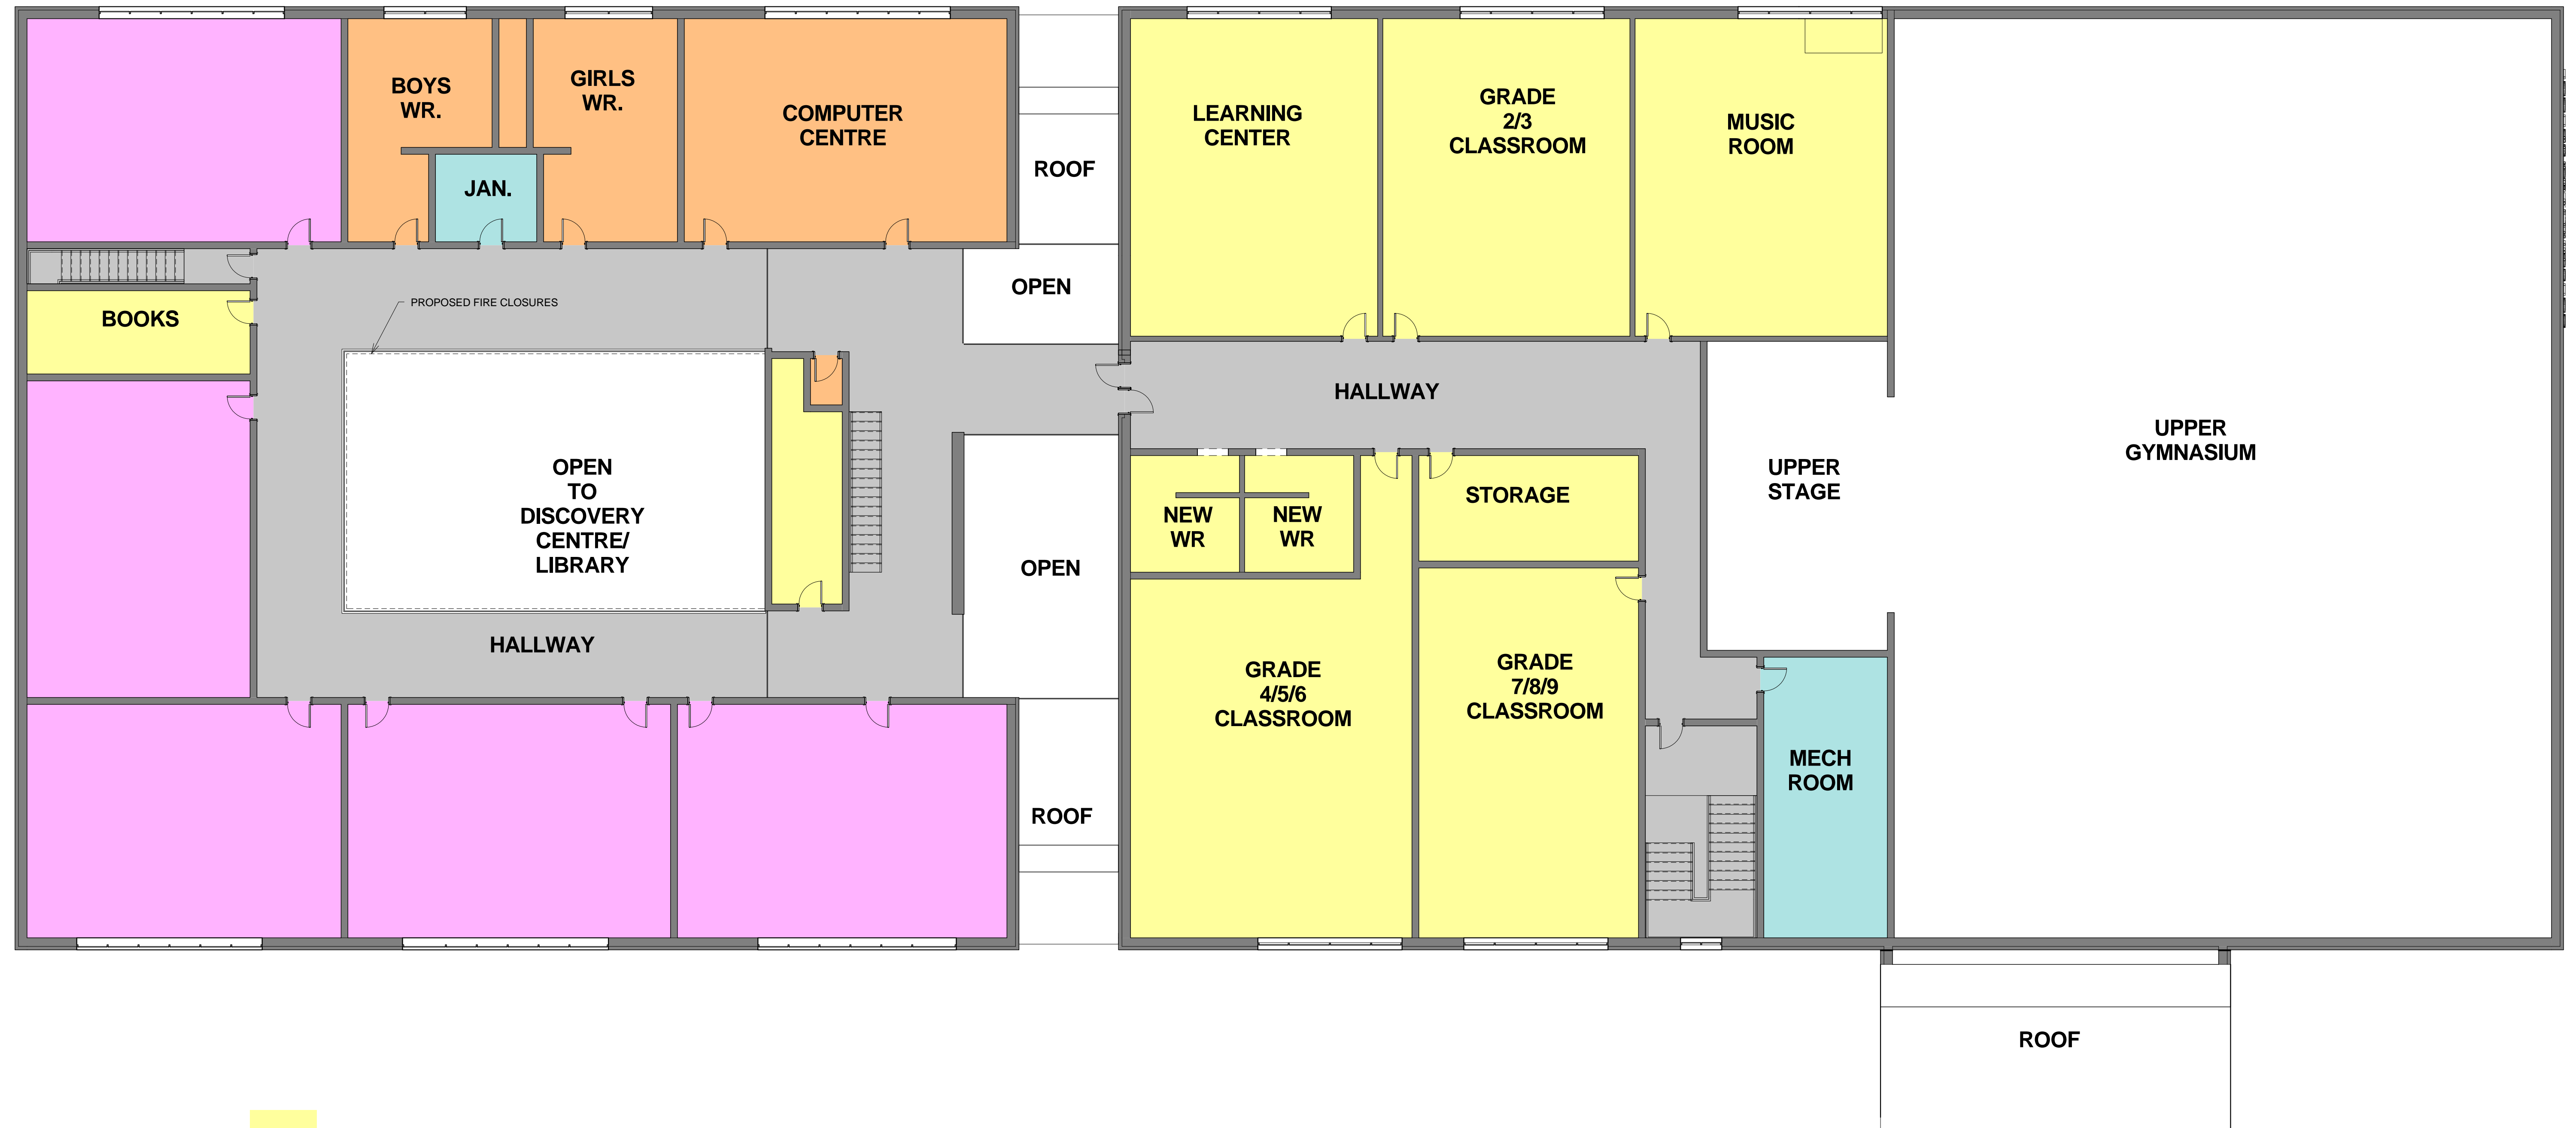 BOYS
WR.
GIRLS
WR.
COMPUTER
CENTRE
JAN.
ROOF
LEARNING
CENTER
GRADE
2/3
CLASSROOM
MUSIC
ROOM
OPEN
BOOKS
PROPOSED FIRE CLOSURES
HALLWAY
UPPER
GYMNASIUM
OPEN
TO
DISCOVERY
CENTRE/
LIBRARY
UPPER
STAGE
STORAGE
NEW
WR
NEW
WR
OPEN
HALLWAY
GRADE
4/5/6
CLASSROOM
GRADE
7/8/9
CLASSROOM
MECH
ROOM
ROOF
ROOF